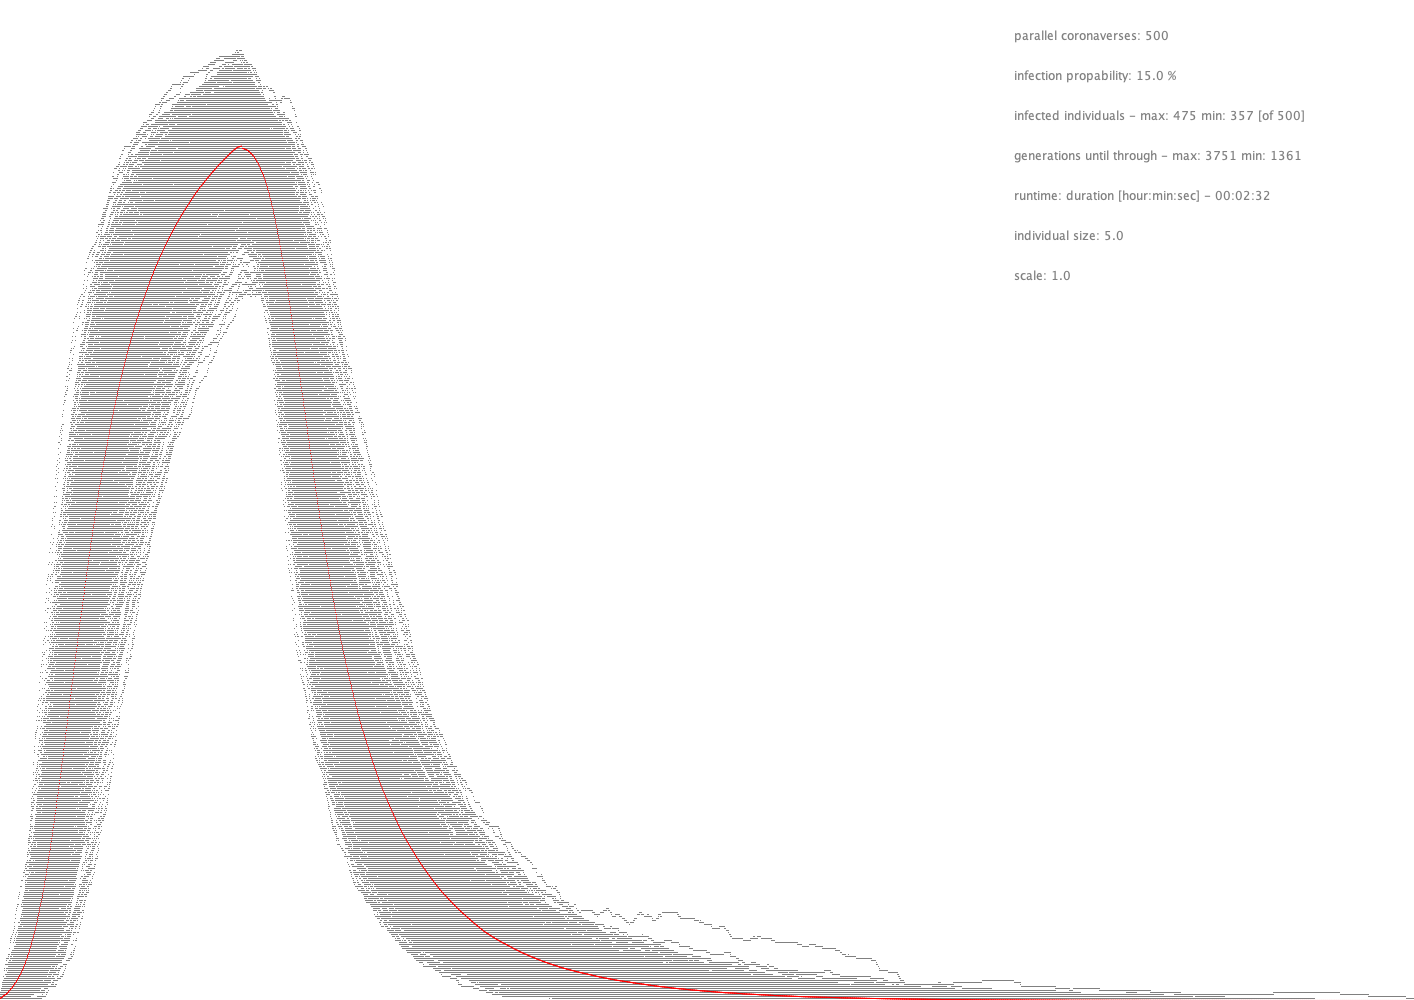 parallel coronaverses: 500
infection propability: 15.0 %
infected individuals – max: 475 min: 357 [of 500]
generations until through – max: 3751 min: 1361
runtime: duration [hour:min:sec] – 00:02:32
individual size: 5.0
scale: 1.0